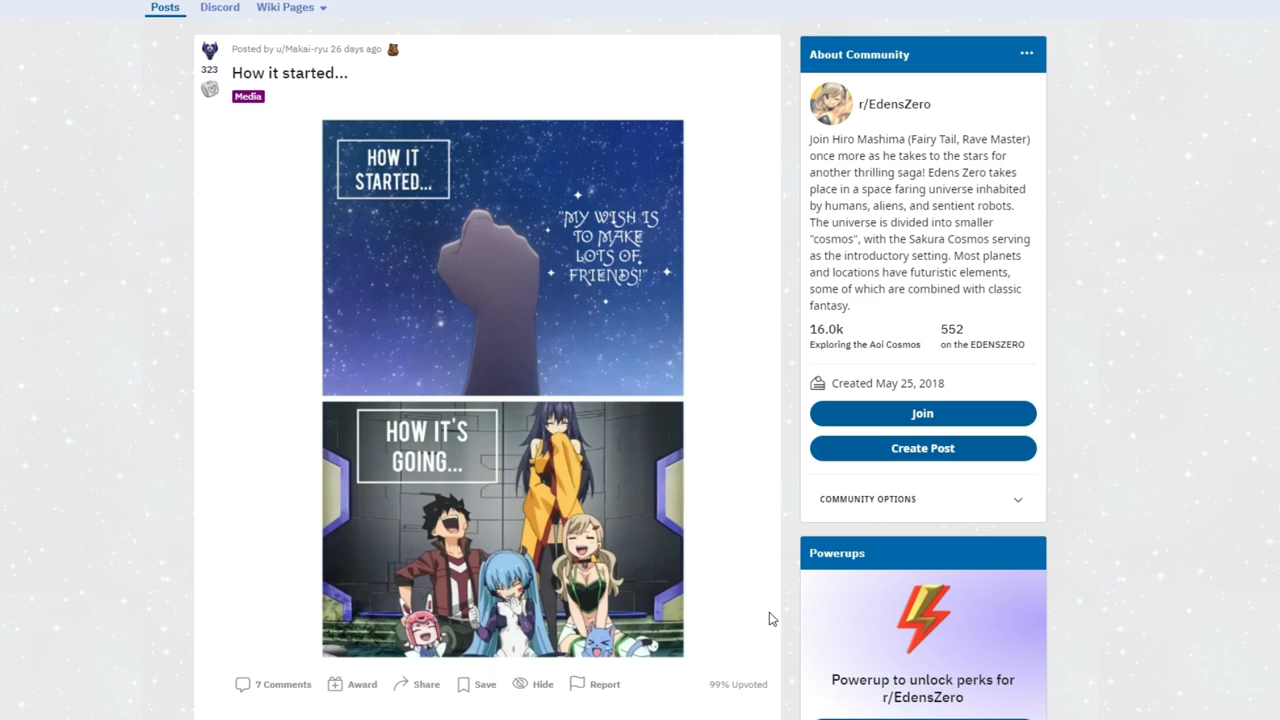 Posts Discord Wiki Pages
Posted by u/Makai-ryu 26 days ago
323
How it started...
Media
HOW IT
STARTED...
"MY WISH IS
TO MAKE
LOTS OF
FRIENDS!"
HOW IT'S
GOING...
7 Comments Award Share Save Hide Report 99% Upvoted
About Community
r/EdensZero
Join Hiro Mashima (Fairy Tail, Rave Master)
once more as he takes to the stars for
another thrilling saga! Edens Zero takes
place in a space faring universe inhabited
by humans, aliens, and sentient robots.
The universe is divided into smaller
"cosmos", with the Sakura Cosmos serving
as the introductory setting. Most planets
and locations have futuristic elements,
some of which are combined with classic
fantasy.
16.0k 552
Exploring the Aoi Cosmos on the EDENSZERO
Created May 25, 2018
Join
Create Post
COMMUNITY OPTIONS
Powerups
Powerup to unlock perks for
r/EdensZero